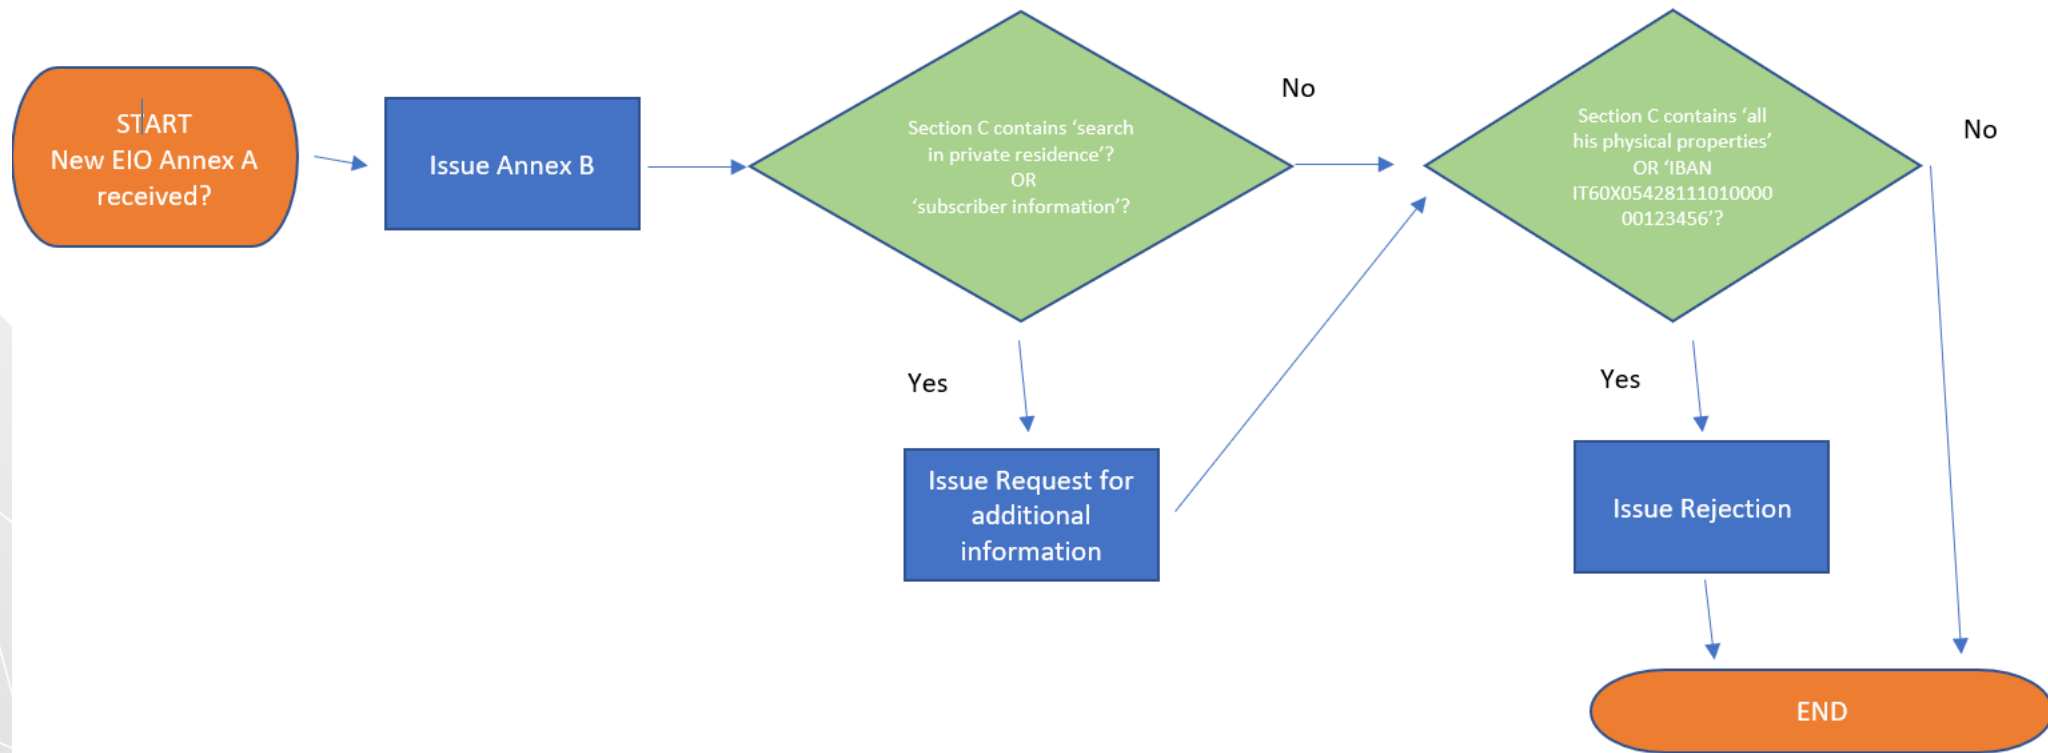 START
New EIO Annex A
received?
Issue Annex B
Section C contains ‘search
in private residence’?
OR
‘subscriber information’?
No
Section C contains ‘all
his physical properties’
OR ‘IBAN
IT60X05428111010000
00123456’?
No
Yes
Issue Request for
additional
information
Yes
Issue Rejection
END